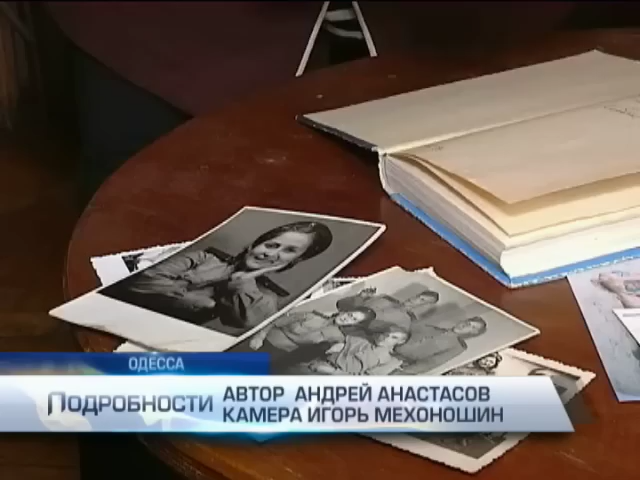 ОДЕССА
ПОДРОБНОСТИ
АВТОР АНДРЕЙ АНАСТАСОВ
КАМЕРА ИГОРЬ МЕХОНОШИН